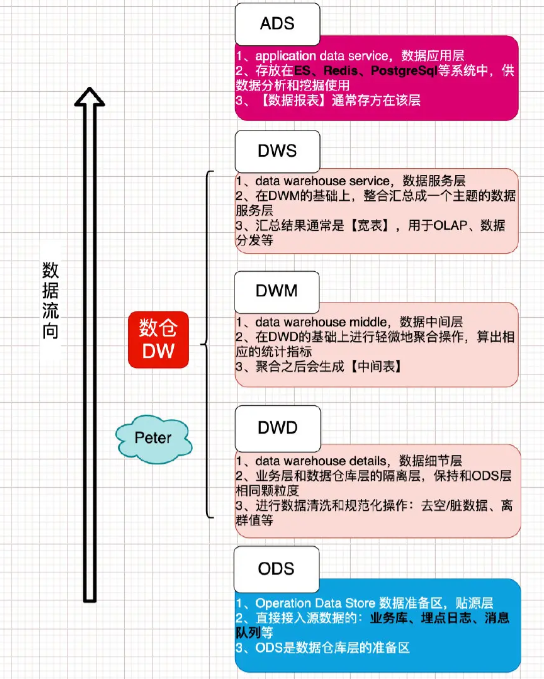 ADS
1、application data service，数据应用层
2、存放在ES、Redis、PostgreSql等系统中，供
数据分析和挖掘使用
3、【数据报表】通常存方在该层
DWS
1、data warehouse service，数据服务层
2、在DWM的基础上，整合汇总成一个主题的数据
服务层
3、汇总结果通常是【宽表】，用于OLAP、数据
分发等
数据流向
数仓
DW
DWM
1、data warehouse middle，数据中间层
2、在DWD的基础上进行轻微地聚合操作，算出相
应的统计指标
3、聚合之后会生成【中间表】
Peter
DWD
1、data warehouse details，数据细节层
2、业务层和数据仓库层的隔离层，保持和ODS层
相同颗粒度
3、进行数据清洗和规范化操作：去空/脏数据、离
群值等
ODS
1、Operation Data Store 数据准备区，贴源层
2、直接接入源数据的：业务库、埋点日志、消息
队列等
3、ODS是数据仓库层的准备区